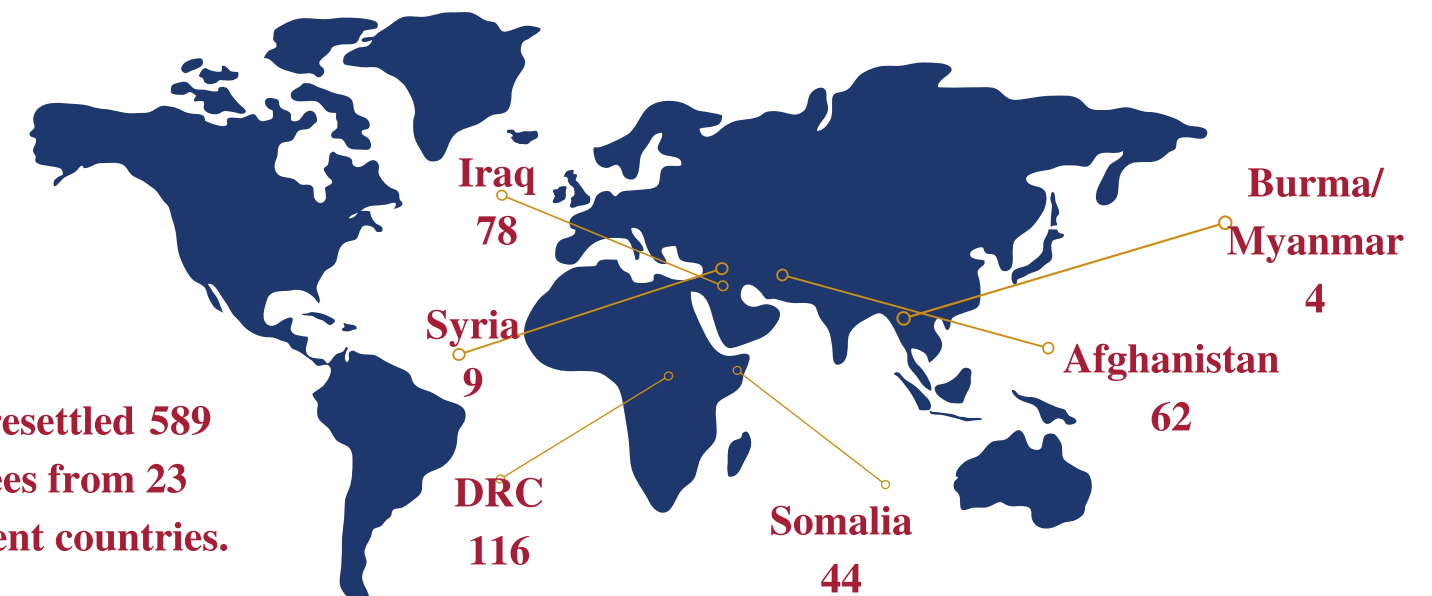 Iraq
78
Syria
9
resettled 589
ees from 23
ent countries.
DRC
116
Somalia
44
Burma/
Myanmar
4
Afghanistan
62